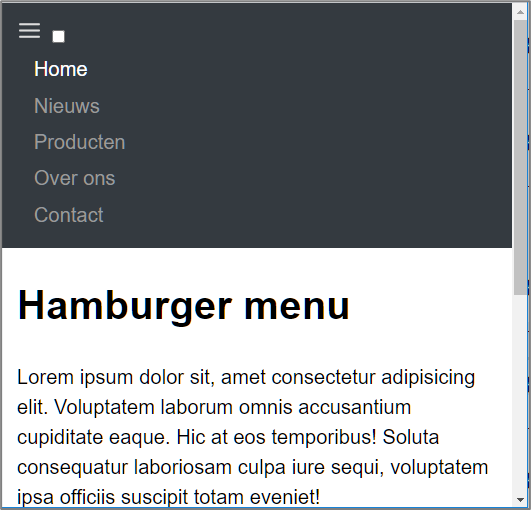 Home
Nieuws
Producten
Over ons
Contact
Hamburger menu
Lorem ipsum dolor sit, amet consectetur adipisicing
elit. Voluptatem laborum omnis accusantium
cupiditate eaque. Hic at eos temporibus! Soluta
consequatur laboriosam culpa iure sequi, voluptatem
ipsa officiis suscipit totam eveniet!